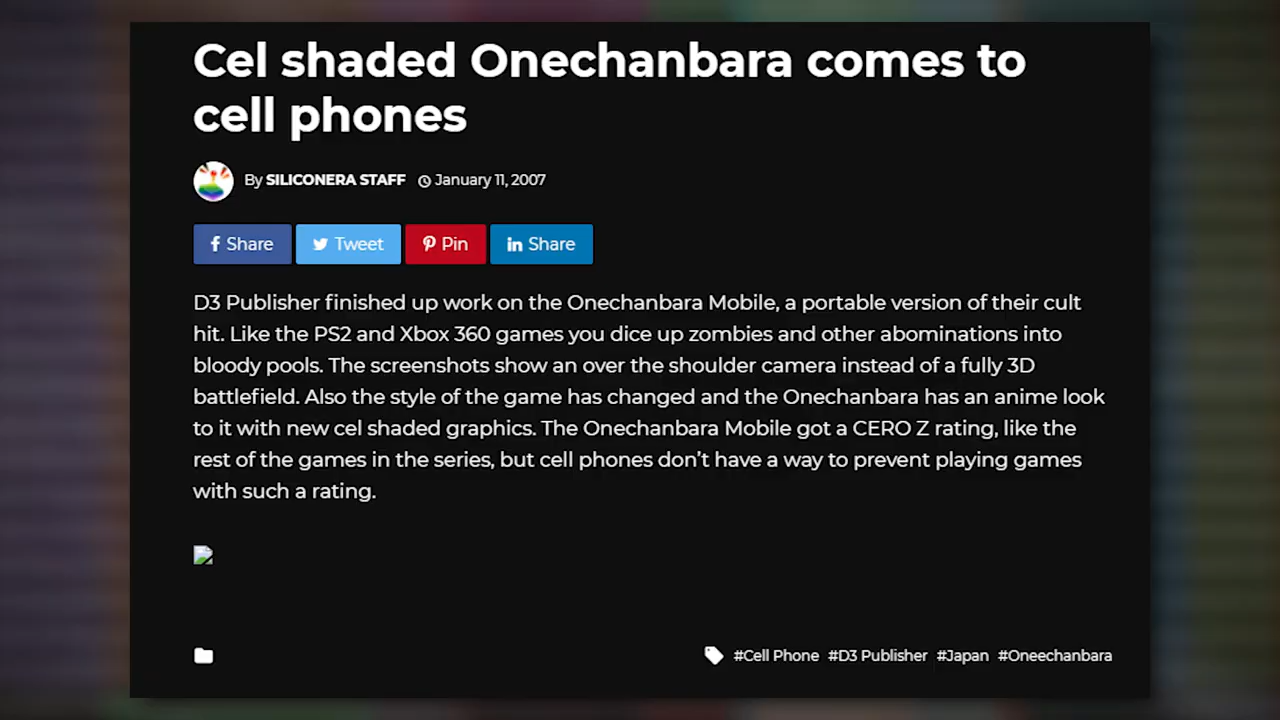 Cel shaded Onechanbara comes to
cell phones
By SILICONERA STAFF January 11, 2007
Share Tweet Pin Share
D3 Publisher finished up work on the Onechanbara Mobile, a portable version of their cult
hit. Like the PS2 and Xbox 360 games you dice up zombies and other abominations into
bloody pools. The screenshots show an over the shoulder camera instead of a fully 3D
battlefield. Also the style of the game has changed and the Onechanbara has an anime look
to it with new cel shaded graphics. The Onechanbara Mobile got a CERO Z rating, like the
rest of the games in the series, but cell phones don’t have a way to prevent playing games
with such a rating.
#Cell Phone #D3 Publisher #Japan #Oneechanbara